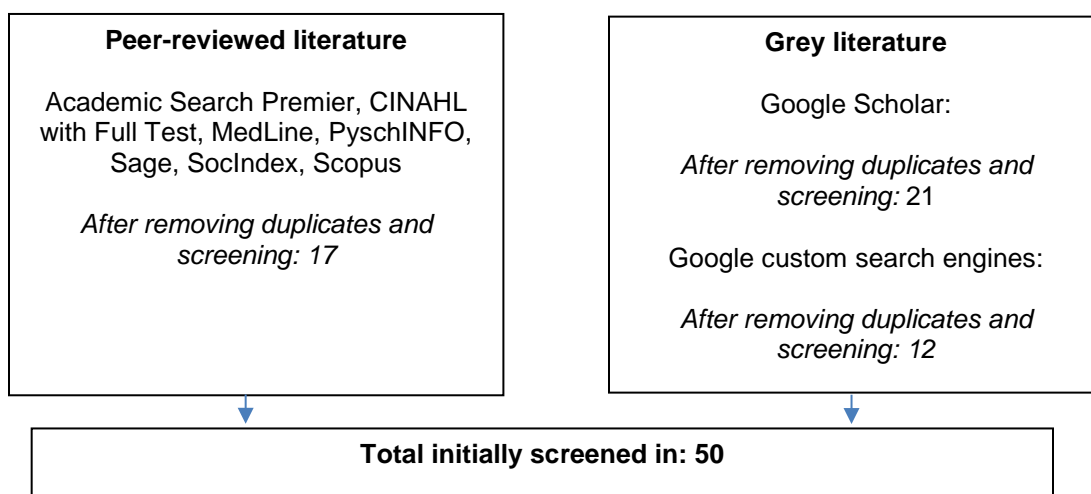 Peer-reviewed literature
Academic Search Premier, CINAHL
with Full Test, MedLine, PyschINFO,
Sage, SocIndex, Scopus
After removing duplicates and
screening: 17
Grey literature
Google Scholar:
After removing duplicates and
screening: 21
Google custom search engines:
After removing duplicates and
screening: 12
Total initially screened in: 50